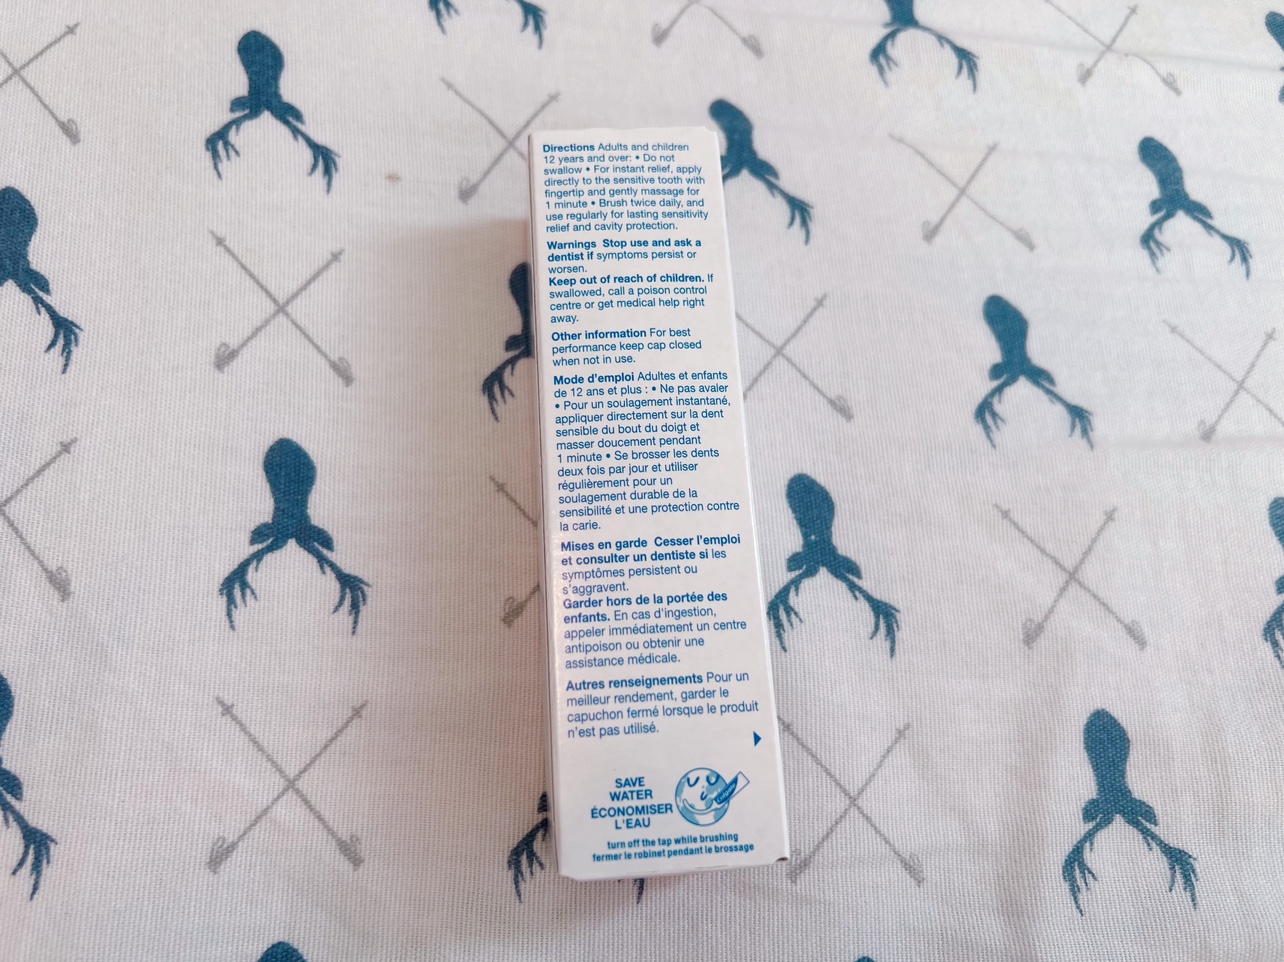 Directions Adults and children
12 years and over: • Do not
swallow • For instant relief, apply
directly to the sensitive tooth with
fingertip and gently massage for
1 minute • Brush twice daily, and
use regularly for lasting sensitivity
relief and cavity protection.
Warnings Stop use and ask a
dentist if symptoms persist or
worsen.
Keep out of reach of children. If
swallowed, call a poison control
centre or get medical help right
away.
Other information For best
performance keep cap closed
when not in use.
Mode d'emploi Adultes et enfants
de 12 ans et plus : • Ne pas avaler
• Pour un soulagement instantané,
appliquer directement sur la dent
sensible du bout du doigt et
masser doucement pendant
1 minute • Se brosser les dents
deux fois par jour et utiliser
régulièrement pour un
soulagement durable de la
sensibilité et une protection contre
la carie.
Mises en garde Cesser l'emploi
et consulter un dentiste si les
symptômes persistent ou
s'aggravent.
Garder hors de la portée des
enfants. En cas d'ingestion,
appeler immédiatement un centre
antipoison ou obtenir une
assistance médicale.
Autres renseignements Pour un
meilleur rendement, garder le
capuchon fermé lorsque le produit
n'est pas utilisé.
SAVE
WATER
ÉCONOMISER
L'EAU
turn off the tap while brushing
fermer le robinet pendant le brossage